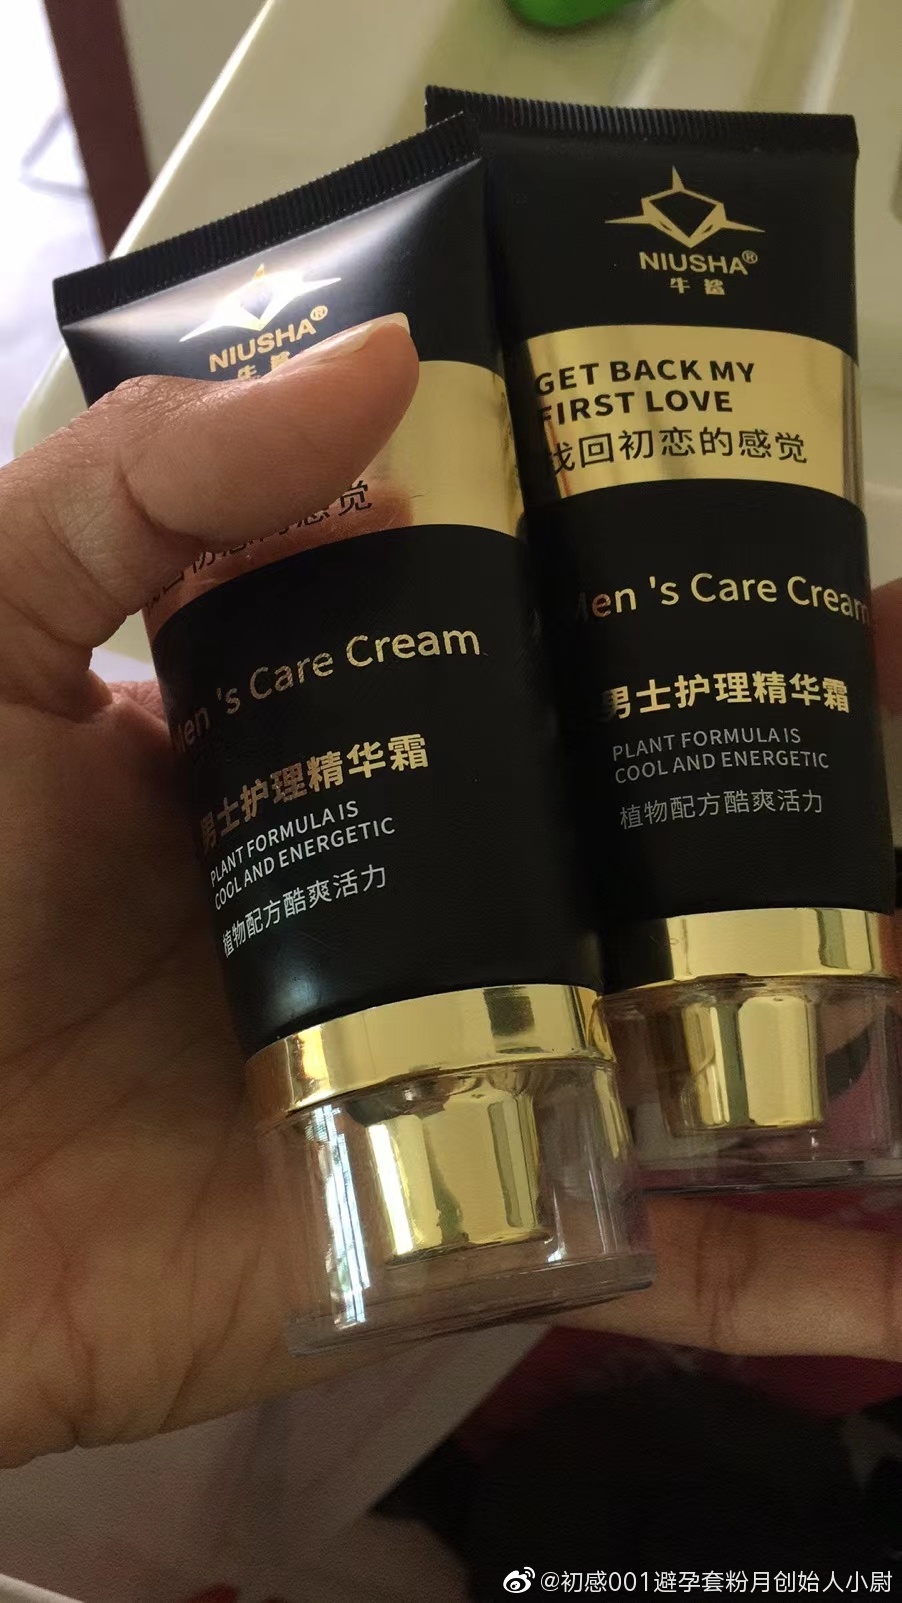 NIUSHA®
牛鲨
GET BACK MY
FIRST LOVE
找回初恋的感觉
Men 's Care Cream
男士护理精华霜
PLANT FORMULA IS
COOL AND ENERGETIC
植物配方酷爽活力
NIUSHA®
牛鲨
感觉
Men 's Care Cream
男士护理精华霜
PLANT FORMULA IS
COOL AND ENERGETIC
植物配方酷爽活力
@初感001避孕套粉月创始人小尉